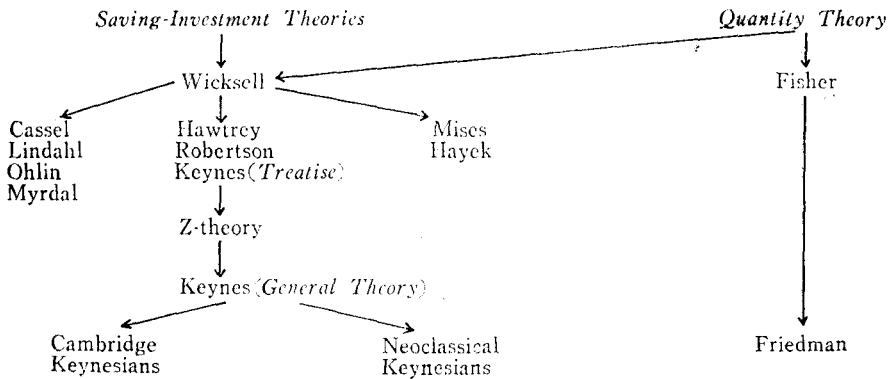 Saving-Investment Theories
Quantity Theory
Wicksell
Fisher
Cassel
Lindahl
Ohlin
Myrdal
Hawtrey
Robertson
Keynes(Treatise)
Mises
Hayek
Z-theory
Keynes(General Theory)
Cambridge
Keynesians
Neoclassical
Keynesians
Friedman